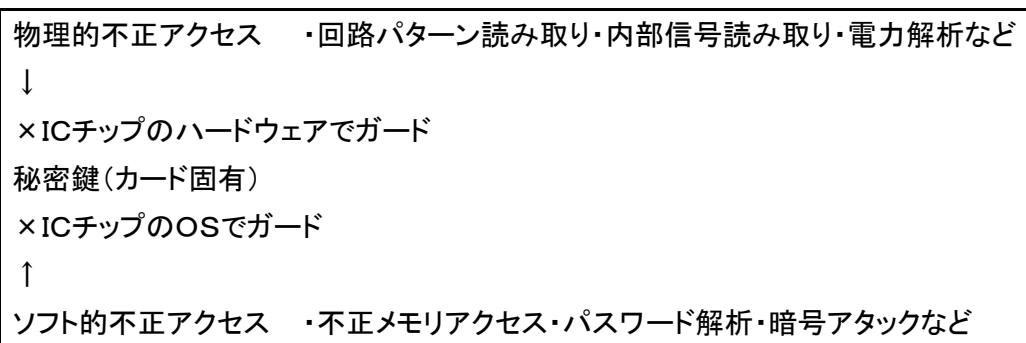 物理的不正アクセス　・回路パターン読み取り・内部信号読み取り・電力解析など
↓
×ICチップのハードウェアでガード
秘密鍵（カード固有）
×ICチップのＯＳでガード
↑
ソフト的不正アクセス　・不正メモリアクセス・パスワード解析・暗号アタックなど